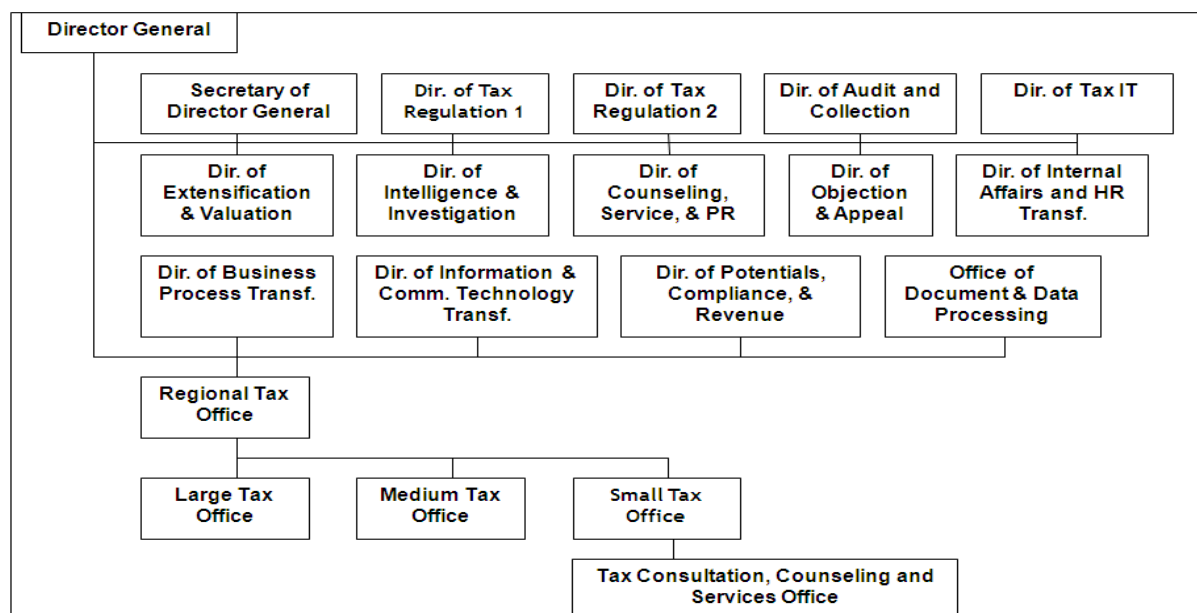 Director General
Secretary of
Director General
Dir. of Tax
Regulation 1
Dir. of Tax
Regulation 2
Dir. of Audit and
Collection
Dir. of Tax IT
Dir. of
Extensification
& Valuation
Dir. of
Intelligence &
Investigation
Dir. of
Counseling,
Service, & PR
Dir. of
Objection
& Appeal
Dir. of Internal
Affairs and HR
Transf.
Dir. of Business
Process Transf.
Dir. of Information &
Comm. Technology
Transf.
Dir. of Potentials,
Compliance, &
Revenue
Office of
Document & Data
Processing
Regional Tax
Office
Large Tax
Office
Medium Tax
Office
Small Tax
Office
Tax Consultation, Counseling and
Services Office